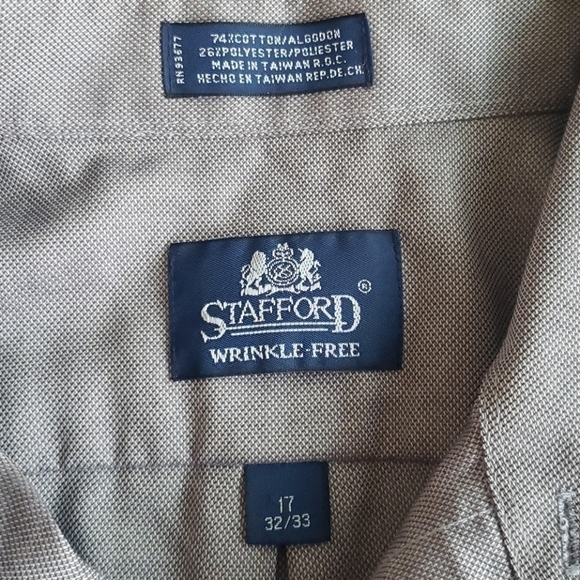 RN93677
74%COTTON/ALGODON
26%POLYESTER/POLIESTER
MADE IN TAIWAN R.O.C.
HECHO EN TAIWAN REP.DE.CH.
STAFFORD ®
WRINKLE-FREE
17
32/33